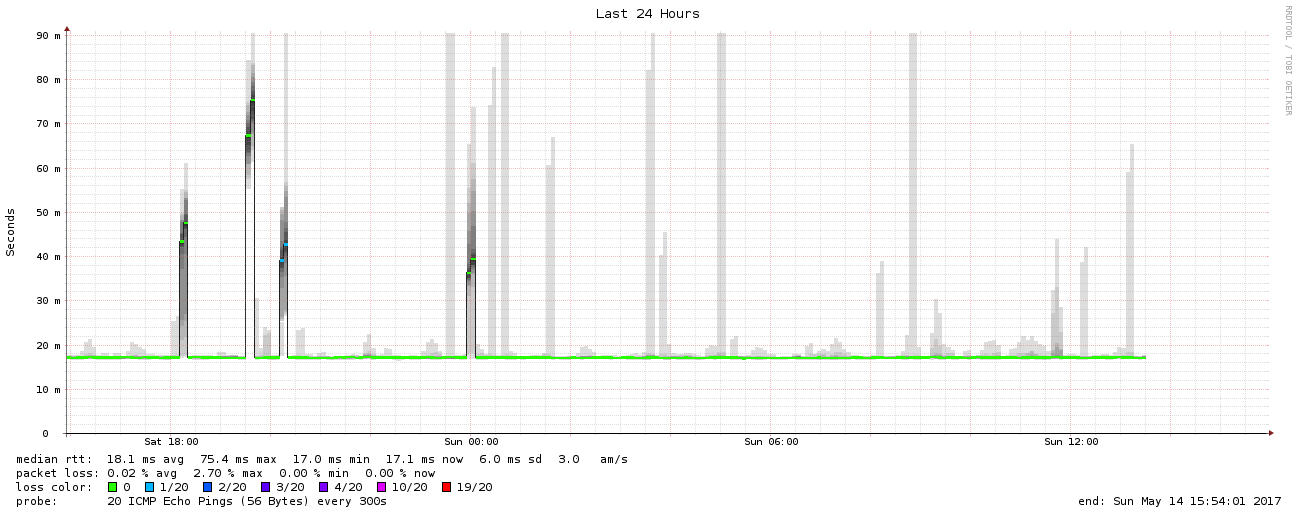 Last 24 Hours
RRDTOOL / TOBI OETIKER
Seconds
90 m
80 m
70 m
60 m
50 m
40 m
30 m
20 m
10 m
0
Sat 18:00 Sun 00:00 Sun 06:00 Sun 12:00
median rtt: 18.1 ms avg 75.4 ms max 17.0 ms min 17.1 ms now 6.0 ms sd 3.0 am/s
packet loss: 0.02 % avg 2.70 % max 0.00 % min 0.00 % now
loss color: 0 1/20 2/20 3/20 4/20 10/20 19/20
probe: 20 ICMP Echo Pings (56 Bytes) every 300s end: Sun May 14 15:54:01 2017